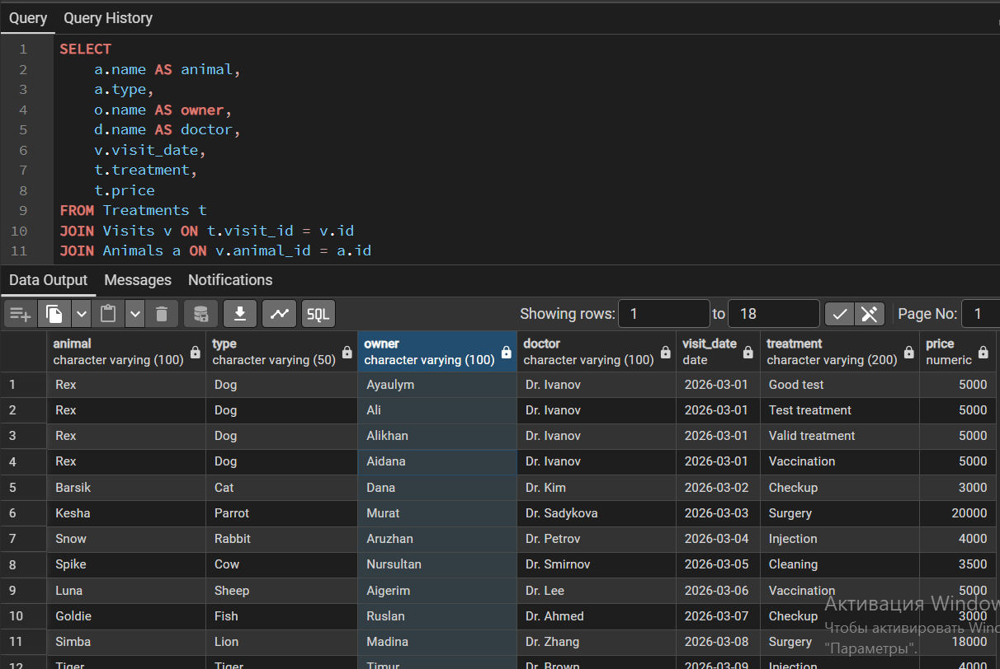 Query Query History
1 SELECT
2 a.name AS animal,
3 a.type,
4 o.name AS owner,
5 d.name AS doctor,
6 v.visit_date,
7 t.treatment,
8 t.price
9 FROM Treatments t
10 JOIN Visits v ON t.visit_id = v.id
11 JOIN Animals a ON v.animal_id = a.id
Data Output Messages Notifications
SQL Showing rows: 1 to 18 Page No: 1
animal type owner doctor visit_date treatment price
character varying (100) character varying (50) character varying (100) character varying (100) date character varying (200) numeric
1 Rex Dog Ayaulym Dr. Ivanov 2026-03-01 Good test 5000
2 Rex Dog Ali Dr. Ivanov 2026-03-01 Test treatment 5000
3 Rex Dog Alikhan Dr. Ivanov 2026-03-01 Valid treatment 5000
4 Rex Dog Aidana Dr. Ivanov 2026-03-01 Vaccination 5000
5 Barsik Cat Dana Dr. Kim 2026-03-02 Checkup 3000
6 Kesha Parrot Murat Dr. Sadykova 2026-03-03 Surgery 20000
7 Snow Rabbit Aruzhan Dr. Petrov 2026-03-04 Injection 4000
8 Spike Cow Nursultan Dr. Smirnov 2026-03-05 Cleaning 3500
9 Luna Sheep Aigerim Dr. Lee 2026-03-06 Vaccination 5000
Активация Window
10 Goldie Fish Ruslan Dr. Ahmed 2026-03-07 Checkup 3000
Чтобы активировать Wind
11 Simba Lion Madina Dr. Zhang 2026-03-08 Surgery 18000
"Параметры".
12 Tiger Tiger Timur Dr. Brown 2026-03-09 Injection 4000